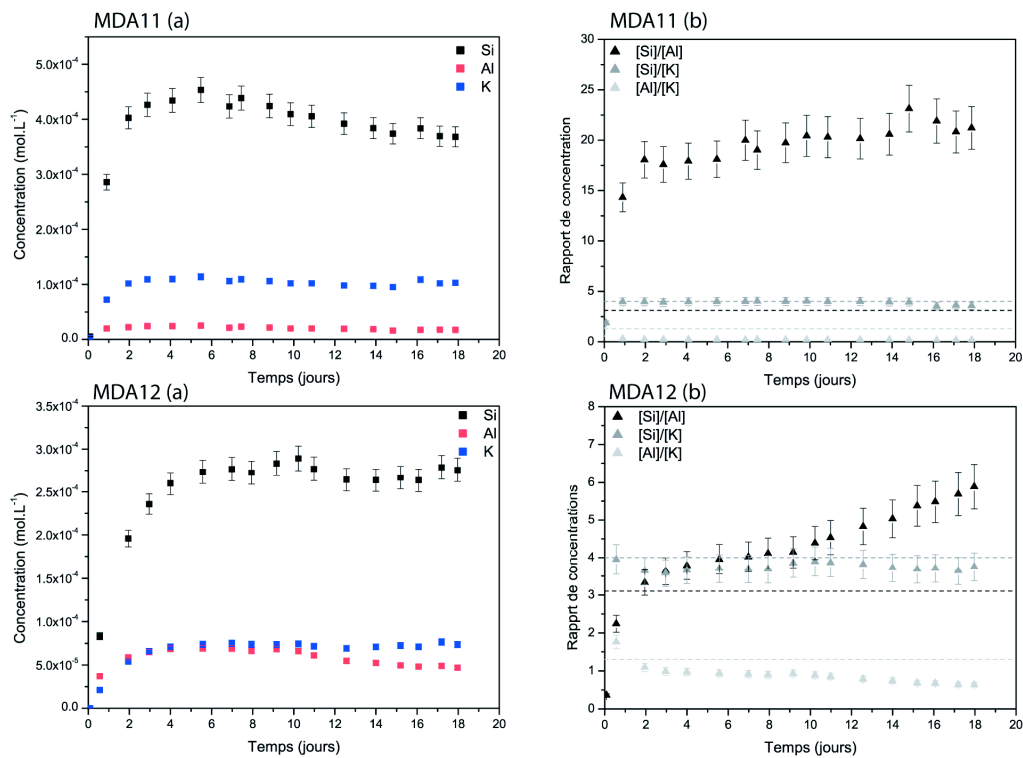 MDA11 (a)
Si
Al
K
5.0x10⁻⁴
4.0x10⁻⁴
3.0x10⁻⁴
2.0x10⁻⁴
1.0x10⁻⁴
0.0
Concentration (mol.L⁻¹)
0 2 4 6 8 10 12 14 16 18 20
Temps (jours)
MDA11 (b)
[Si]/[Al]
[Si]/[K]
[Al]/[K]
30
25
20
15
10
5
0
Rapport de concentration
0 2 4 6 8 10 12 14 16 18 20
Temps (jours)
MDA12 (a)
Si
Al
K
3.5x10⁻⁴
3.0x10⁻⁴
2.5x10⁻⁴
2.0x10⁻⁴
1.5x10⁻⁴
1.0x10⁻⁴
5.0x10⁻⁵
0.0
Concentration (mol.L⁻¹)
0 2 4 6 8 10 12 14 16 18 20
Temps (jours)
MDA12 (b)
[Si]/[Al]
[Si]/[K]
[Al]/[K]
8
7
6
5
4
3
2
1
0
Rapprt de concentrations
0 2 4 6 8 10 12 14 16 18 20
Temps (jours)